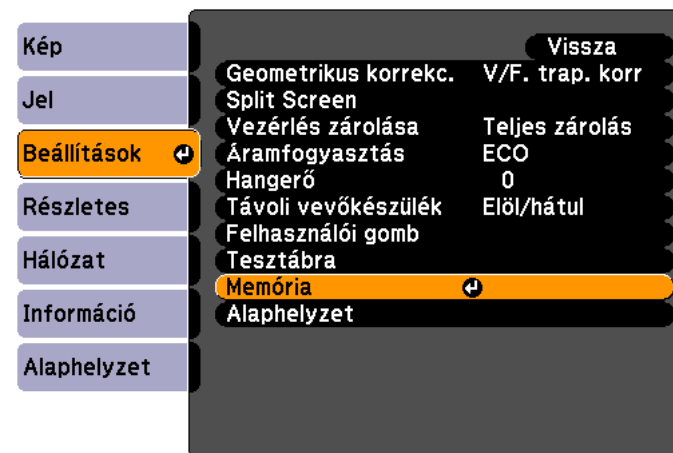 Kép
Jel
Beállítások
Részletes
Hálózat
Információ
Alaphelyzet
Vissza
Geometrikus korrekc. V/F. trap. korr
Split Screen
Vezérlés zárolása Teljes zárolás
Áramfogyasztás ECO
Hangerő 0
Távoli vevőkészülék Elöl/hátul
Felhasználói gomb
Tesztábra
Memória
Alaphelyzet